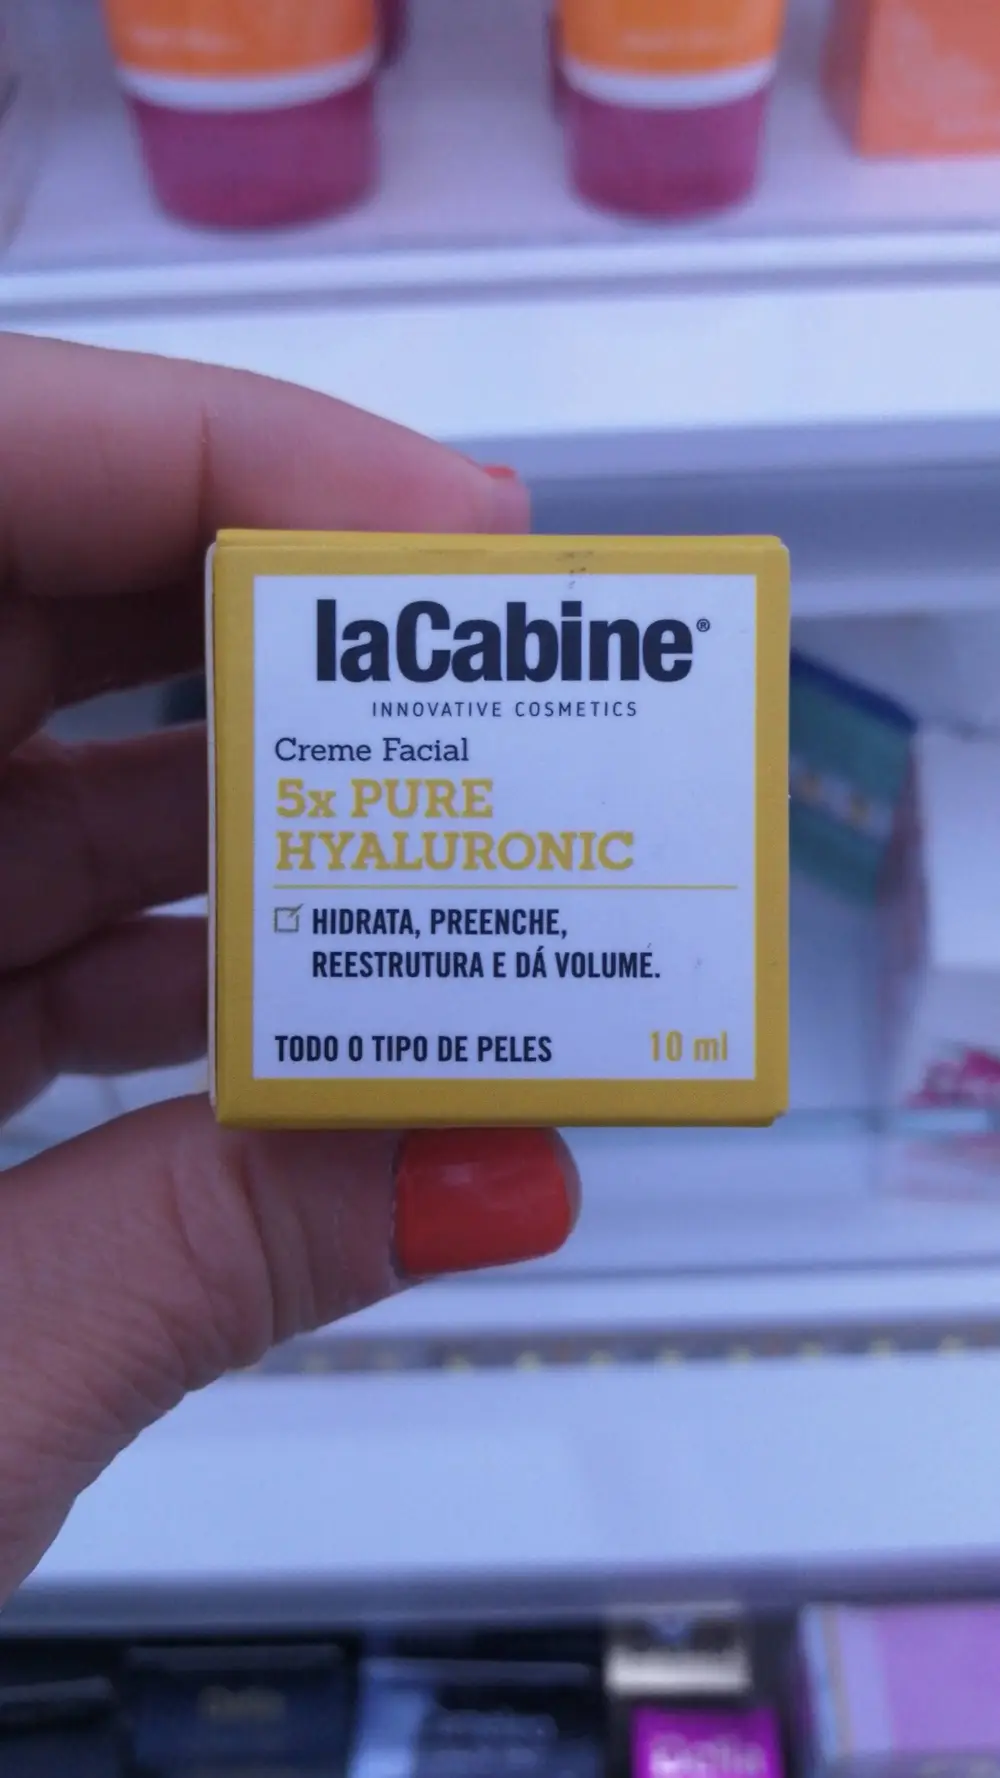 laCabine®
INNOVATIVE COSMETICS
Creme Facial
5x PURE
HYALURONIC
HIDRATA, PREENCHE,
REESTRUTURA E DÁ VOLUME.
TODO O TIPO DE PELES
10 ml